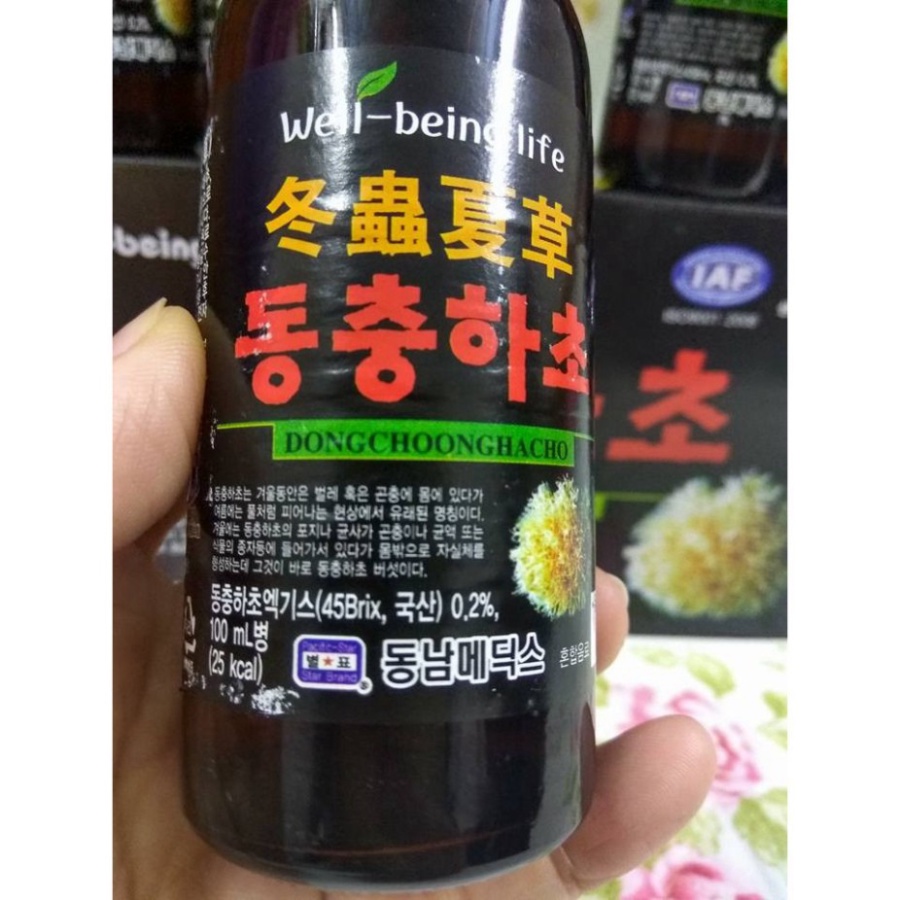 Well-being life
冬蟲夏草
동충하초
DONGCHOONGHACHO
동충하초는 겨울동안은 벌레 혹은 곤충에 몸에 있다가
여름에는 풀처럼 피어나는 현상에서 유래된 명칭이다.
겨울에는 동충하초의 포지나 균사가 곤충이나 균액 또는
식물의 종자등에 들어가서 있다가 몸밖으로 자실체를
형성하는데 그것이 바로 동충하초 버섯이다.
동충하초엑기스(45Brix, 국산) 0.2%,
100 mL병
(25 kcal)
Pacific-Star
별★표
Star Brand
®
동남메딕스
혼합음료
being
IAF
초